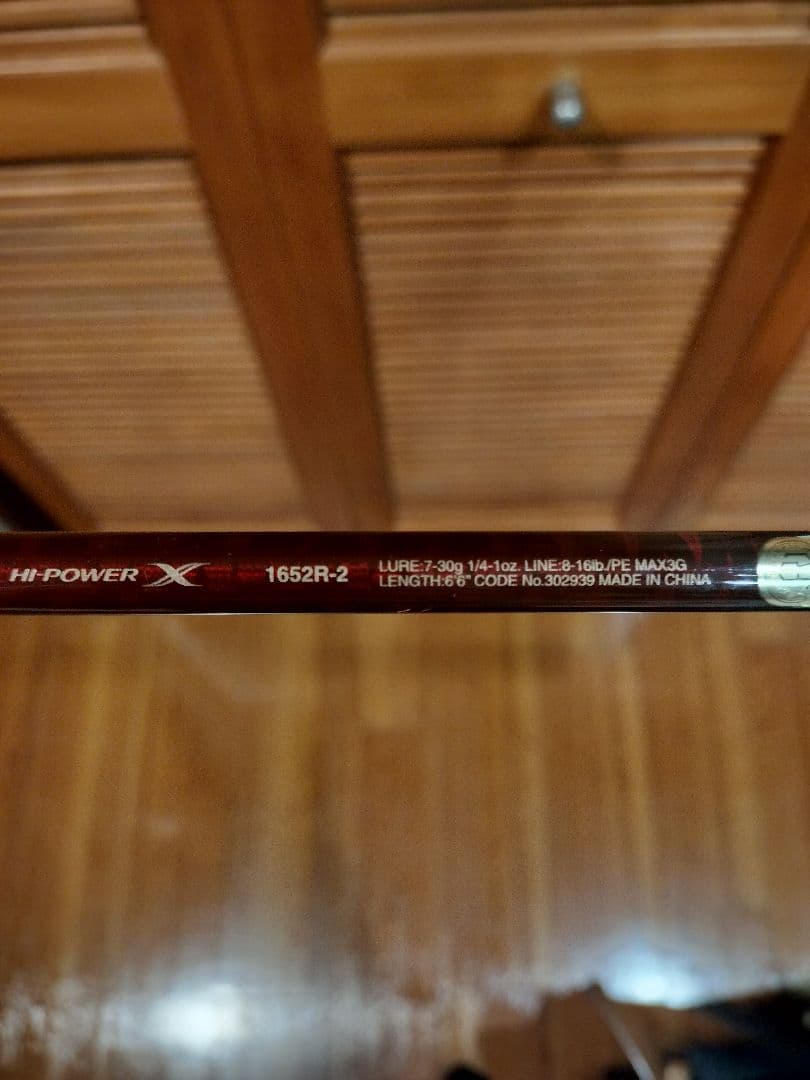 HI-POWER X
1652R-2
LURE:7-30g 1/4-1oz. LINE:8-16lb./PE MAX3G
LENGTH:6'6" CODE No.302939 MADE IN CHINA